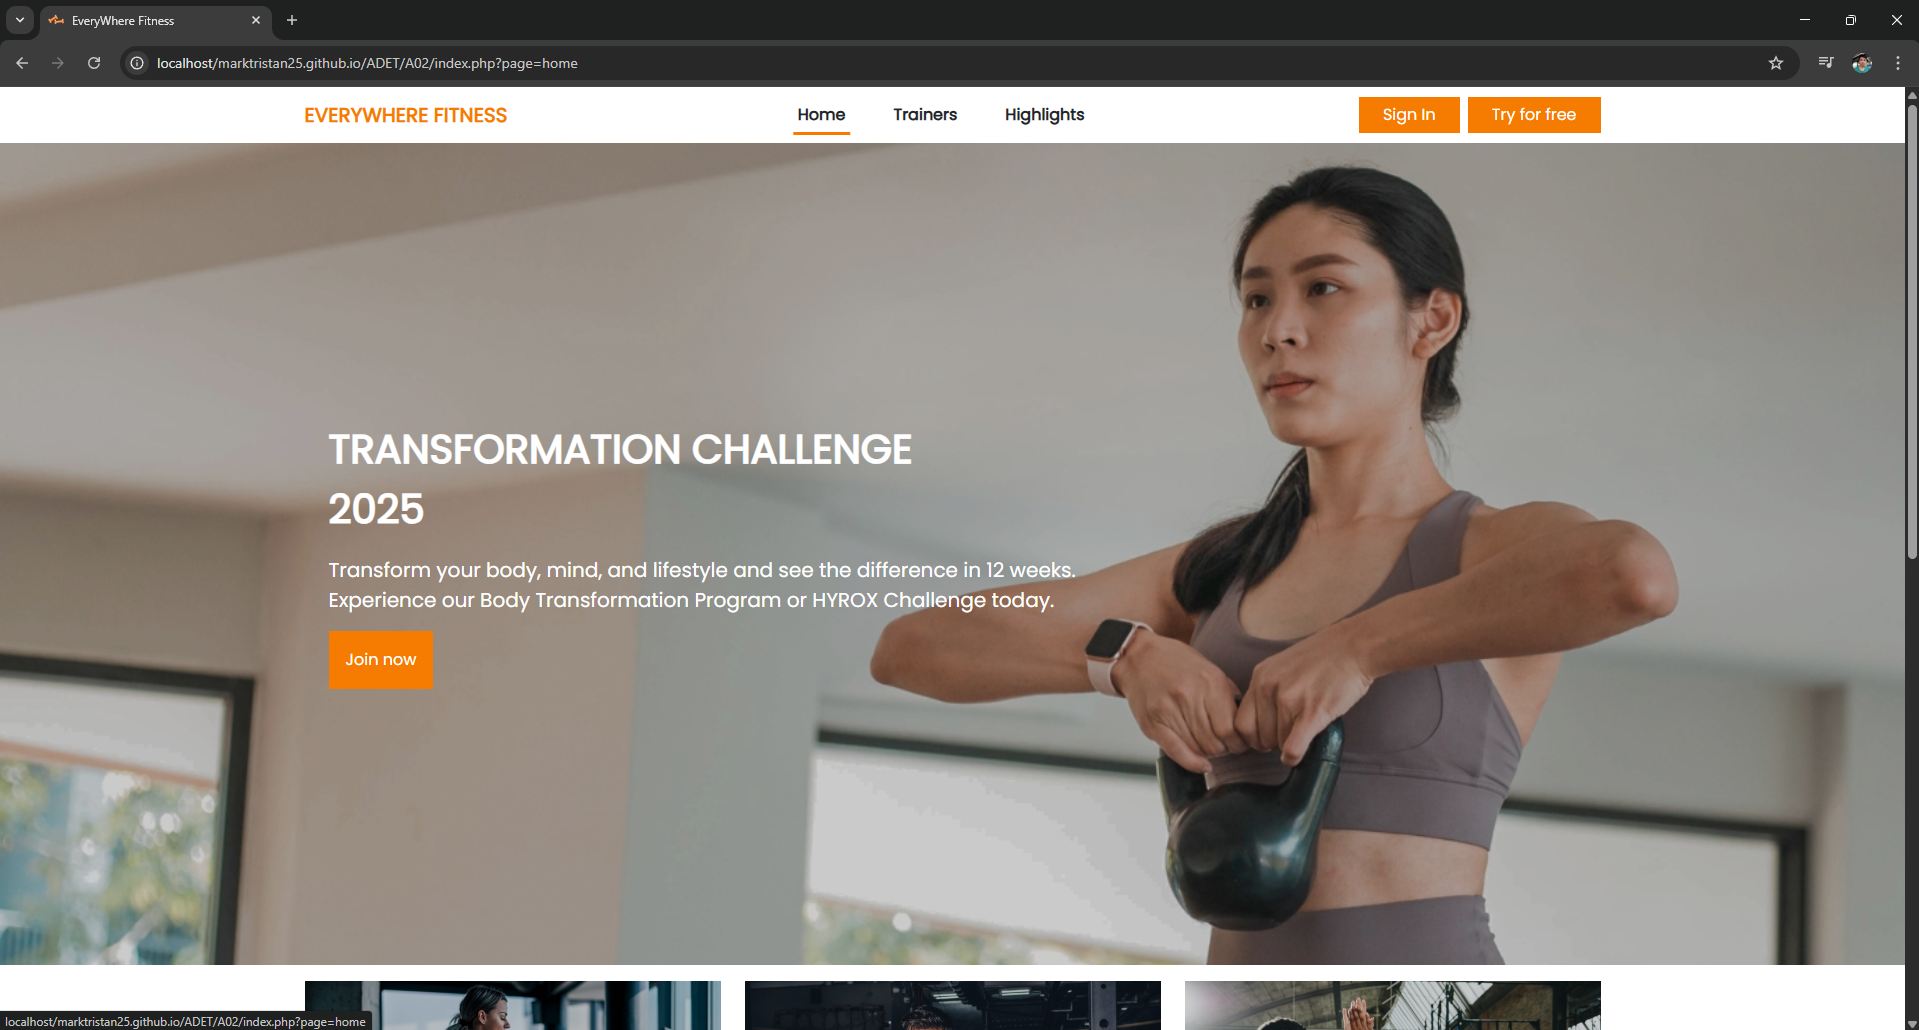 EveryWhere Fitness
localhost/marktristan25.github.io/ADET/A02/index.php?page=home
EVERYWHERE FITNESS
Home
Trainers
Highlights
Sign In
Try for free
TRANSFORMATION CHALLENGE
2025
Transform your body, mind, and lifestyle and see the difference in 12 weeks.
Experience our Body Transformation Program or HYROX Challenge today.
Join now
localhost/marktristan25.github.io/ADET/A02/index.php?page=home